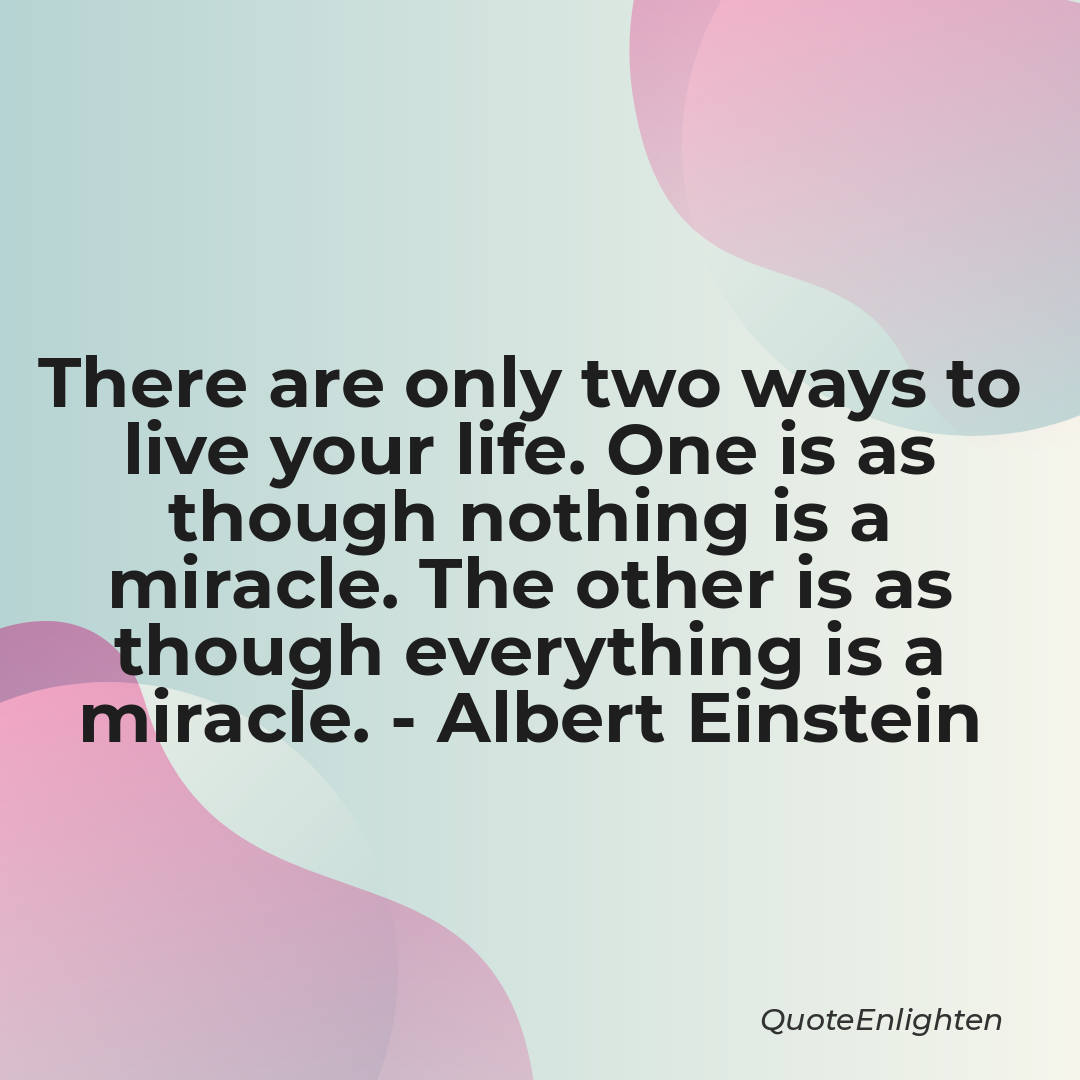 There are only two ways to
live your life. One is as
though nothing is a
miracle. The other is as
though everything is a
miracle. - Albert Einstein
QuoteEnlighten